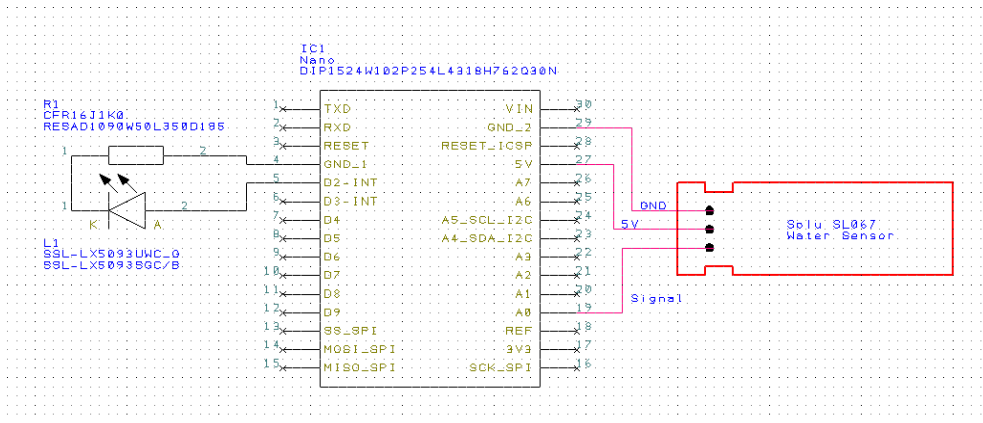 IC1
Nano
DIP1524W102P254L4318H762Q30N
R1
CFR16J1K0
RESAD1090W50L350D185
1 2
1 2
K A
L1
SSL-LX5093UWC_G
SSL-LX5093SGC/B
1 TXD VIN 30
2 RXD GND_2 29
3 RESET RESET_ICSP 28
4 GND_1 5V 27
5 D2-INT A7 26
6 D3-INT A6 25
7 D4 A5_SCL_I2C 24
8 D5 A4_SDA_I2C 23
9 D6 A3 22
10 D7 A2 21
11 D8 A1 20
12 D9 A0 19
13 SS_SPI REF 18
14 MOSI_SPI 3V3 17
15 MISO_SPI SCK_SPI 16
GND
5V
Signal
Solu SL067
Water Sensor